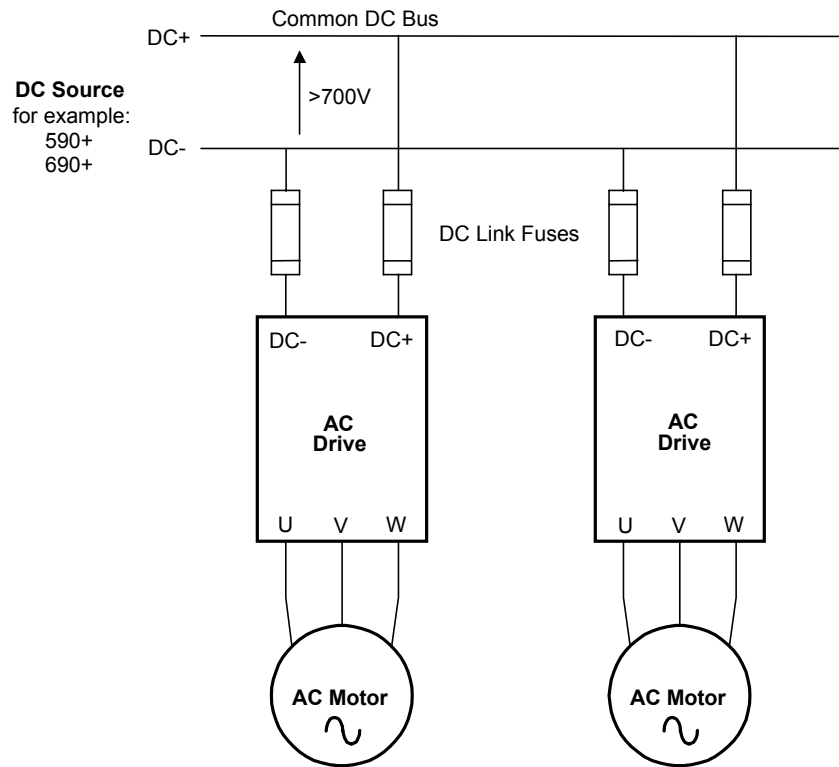 Common DC Bus
DC+
>700V
DC Source
for example:
590+
690+
DC-
DC Link Fuses
DC- DC+
AC
Drive
U V W
AC Motor
DC- DC+
AC
Drive
U V W
AC Motor